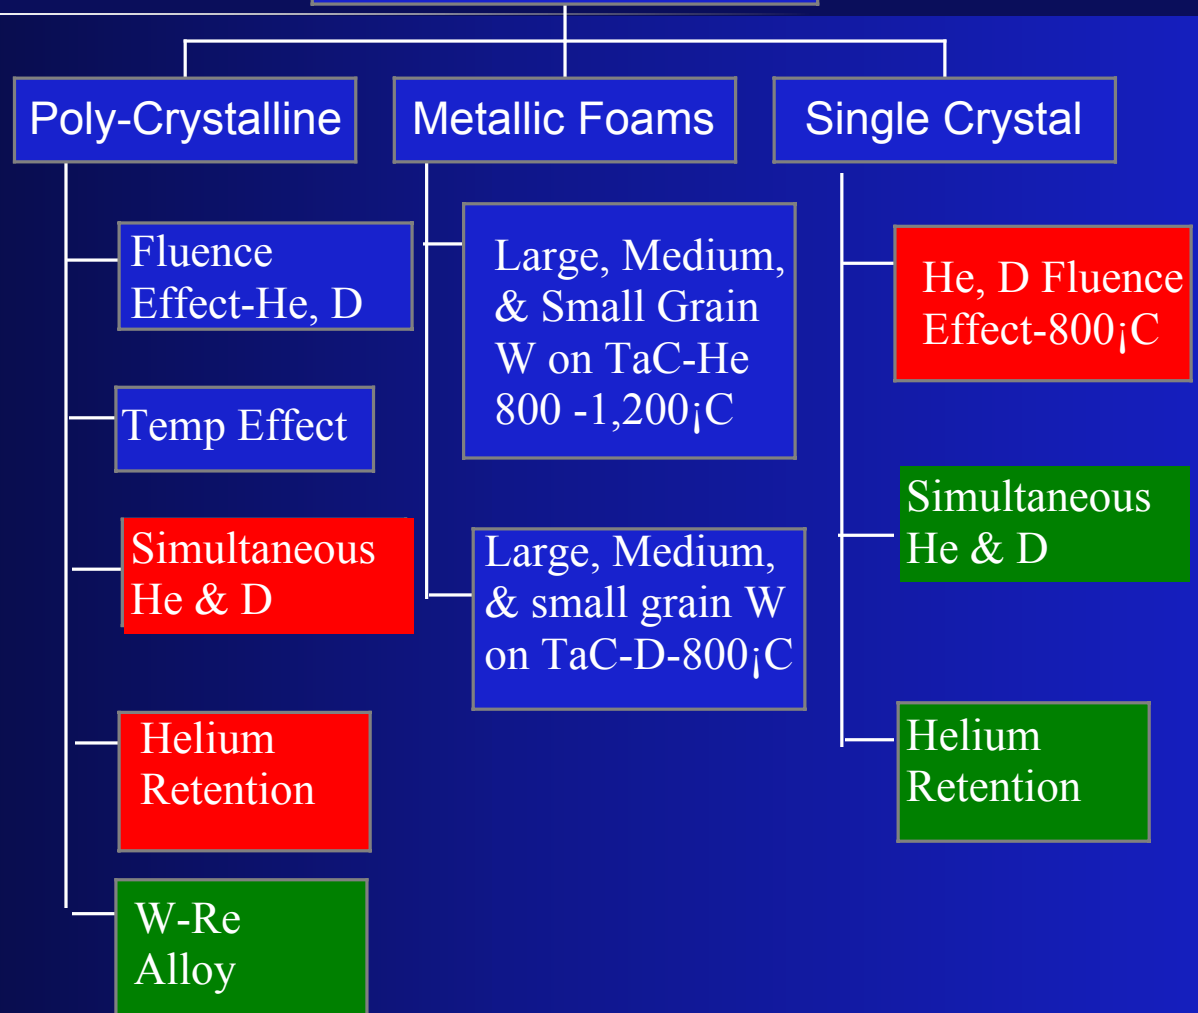 Poly-Crystalline
Metallic Foams
Single Crystal
Fluence
Effect-He, D
Temp Effect
Simultaneous
He & D
Helium
Retention
W-Re
Alloy
Large, Medium,
& Small Grain
W on TaC-He
800 -1,200¡C
Large, Medium,
& small grain W
on TaC-D-800¡C
He, D Fluence
Effect-800¡C
Simultaneous
He & D
Helium
Retention